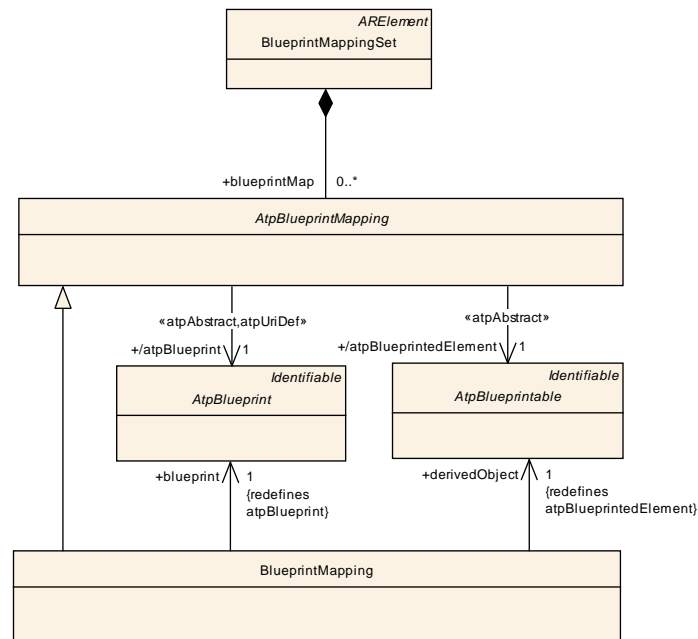 ARElement
BlueprintMappingSet
+blueprintMap 0..*
AtpBlueprintMapping
«atpAbstract,atpUriDef»
«atpAbstract»
+/atpBlueprint 1
+/atpBlueprintedElement 1
Identifiable
AtpBlueprint
Identifiable
AtpBlueprintable
+blueprint 1
{redefines
atpBlueprint}
+derivedObject 1
{redefines
atpBlueprintedElement}
BlueprintMapping